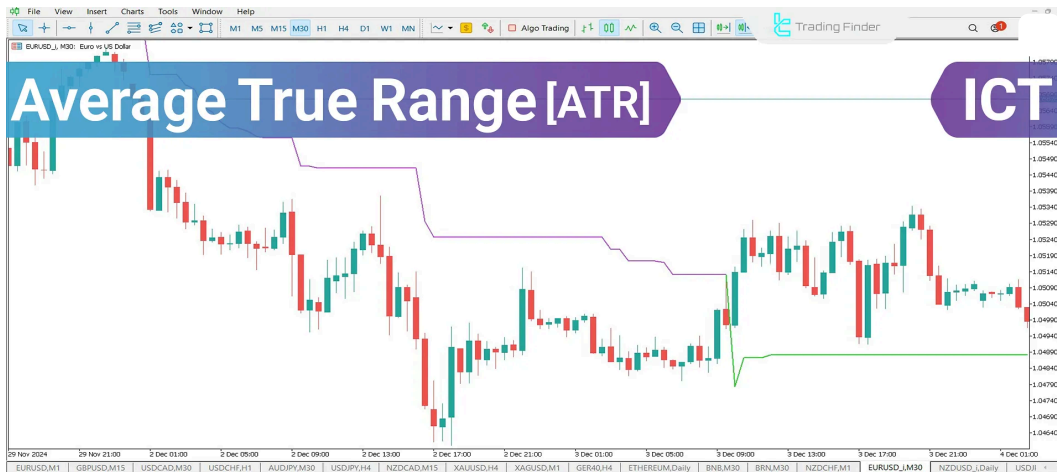 File View Insert Charts Tools Window Help
M1 M5 M15 M30 H1 H4 D1 W1 MN $ Algo Trading Trading Finder 1
EURUSD_i, M30: Euro vs US Dollar
1.05700
Average True Range [ATR]
ICT
1.05540
1.05490
1.05440
1.05390
1.05340
1.05290
1.05240
1.05190
1.05140
1.05090
1.05040
1.04990
1.04940
1.04890
1.04840
1.04790
1.04740
1.04690
1.04640
29 Nov 2024 29 Nov 21:00 2 Dec 01:00 2 Dec 05:00 2 Dec 09:00 2 Dec 13:00 2 Dec 17:00 2 Dec 21:00 3 Dec 01:00 3 Dec 05:00 3 Dec 09:00 3 Dec 13:00 3 Dec 17:00 3 Dec 21:00 4 Dec 01:00
EURUSD,M1 GBPUSD,M15 USDCAD,M30 USDCHF,H1 AUDJPY,M30 USDJPY,H4 NZDCAD,M15 XAUUSD,H4 XAGUSD,M1 GER40,H4 ETHEREUM,Daily BNB,M30 BRN,M30 NZDCHF,M1 EURUSD_i,M30 NZDUSD_i,Daily USDJI